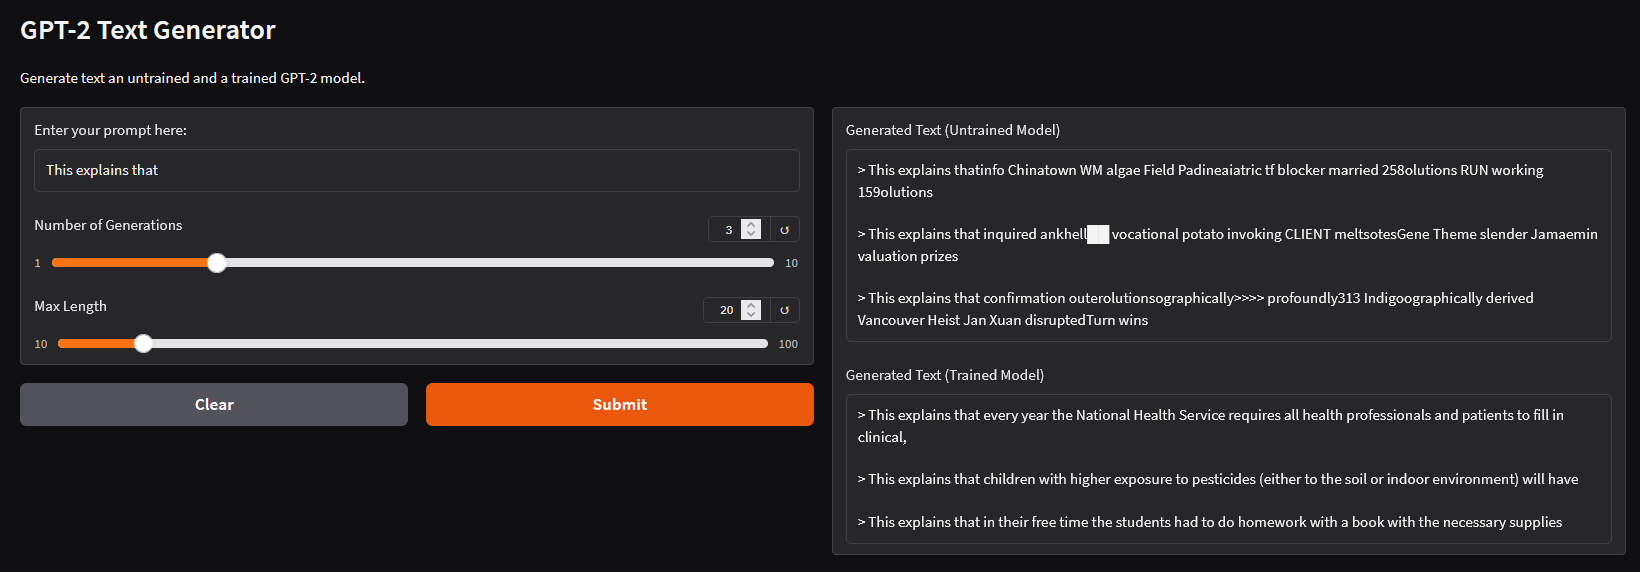 GPT-2 Text Generator
Generate text an untrained and a trained GPT-2 model.
Enter your prompt here:
This explains that
Number of Generations
3
1
10
Max Length
20
10
100
Clear
Submit
Generated Text (Untrained Model)
> This explains thatinfo Chinatown WM algae Field Padineaiatric tf blocker married 258olutions RUN working
159olutions
> This explains that inquired ankhell██ vocational potato invoking CLIENT meltsotesGene Theme slender Jamaemin
valuation prizes
> This explains that confirmation outerolutionsographically>>>> profoundly313 Indigoographically derived
Vancouver Heist Jan Xuan disruptedTurn wins
Generated Text (Trained Model)
> This explains that every year the National Health Service requires all health professionals and patients to fill in
clinical,
> This explains that children with higher exposure to pesticides (either to the soil or indoor environment) will have
> This explains that in their free time the students had to do homework with a book with the necessary supplies